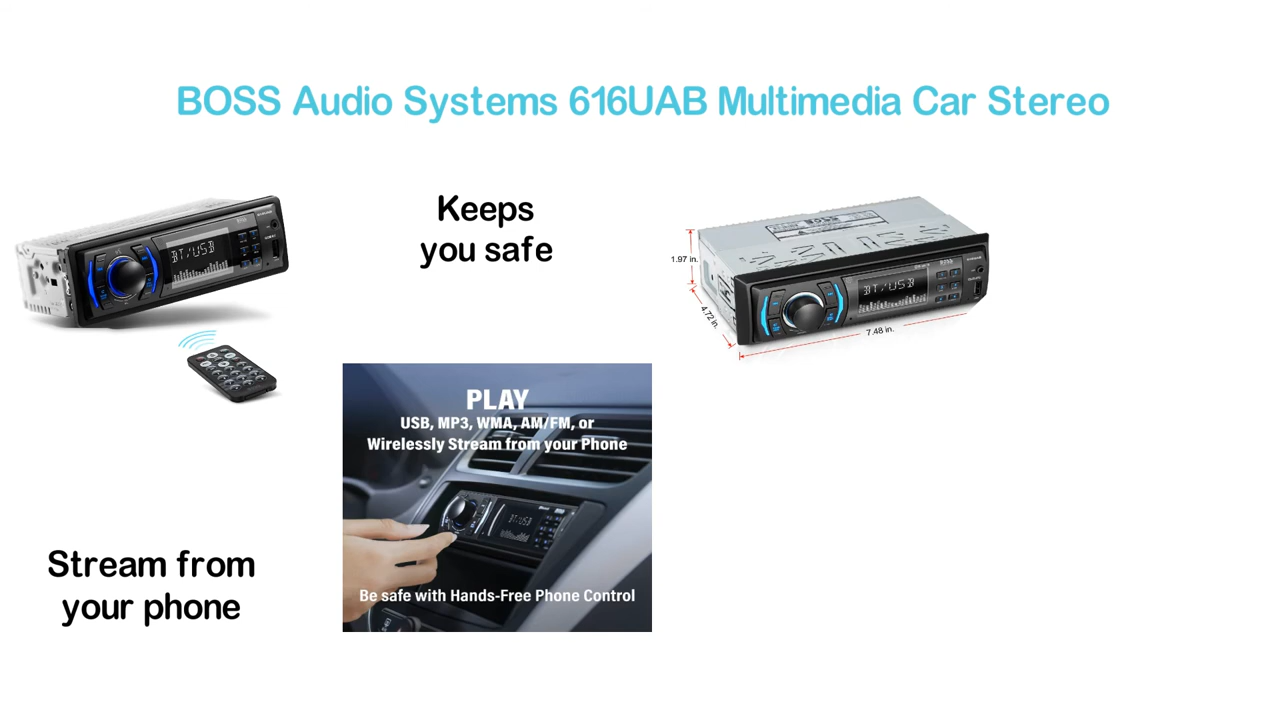 BOSS Audio Systems 616UAB Multimedia Car Stereo
Keeps
you safe
BT/USB
1.97 in.
4.72 in.
7.48 in.
BT/USB
PLAY
USB, MP3, WMA, AM/FM, or
Wirelessly Stream from your Phone
BT/USB
Be safe with Hands-Free Phone Control
Stream from
your phone